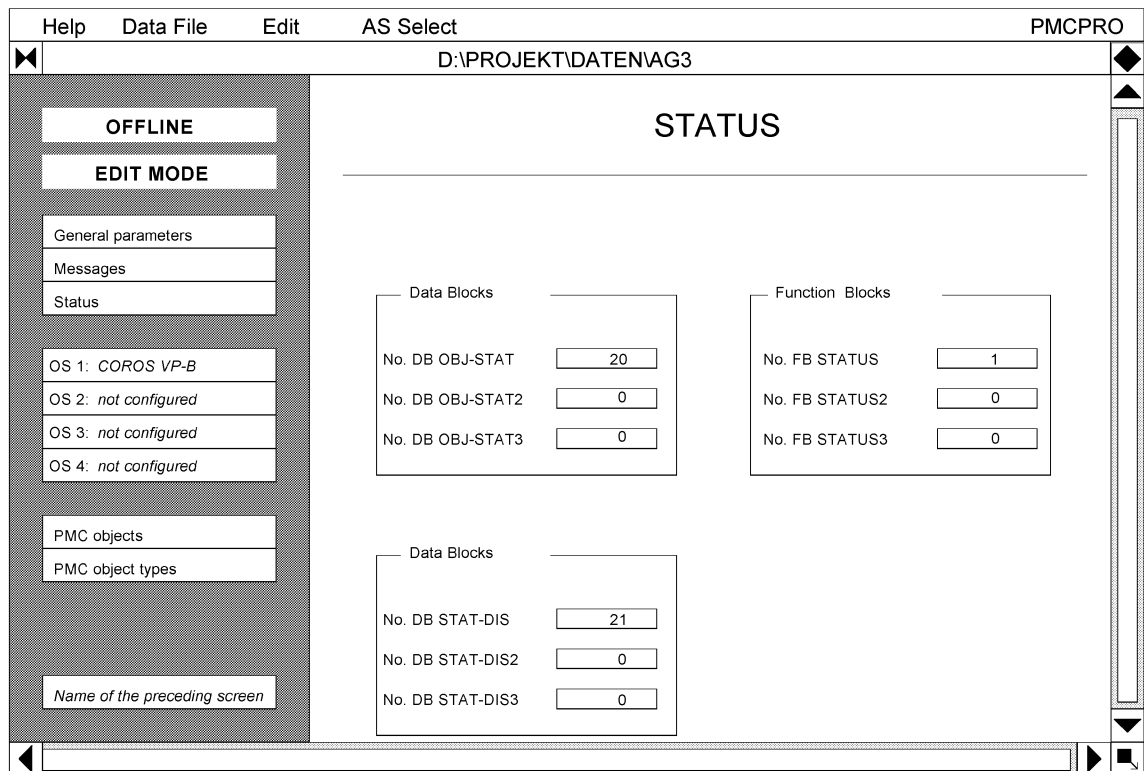 Help Data File Edit AS Select PMCPRO
D:\PROJEKT\DATEN\AG3
OFFLINE
EDIT MODE
General parameters
Messages
Status
OS 1: COROS VP-B
OS 2: not configured
OS 3: not configured
OS 4: not configured
PMC objects
PMC object types
Name of the preceding screen
STATUS
Data Blocks
No. DB OBJ-STAT 20
No. DB OBJ-STAT2 0
No. DB OBJ-STAT3 0
Function Blocks
No. FB STATUS 1
No. FB STATUS2 0
No. FB STATUS3 0
Data Blocks
No. DB STAT-DIS 21
No. DB STAT-DIS2 0
No. DB STAT-DIS3 0